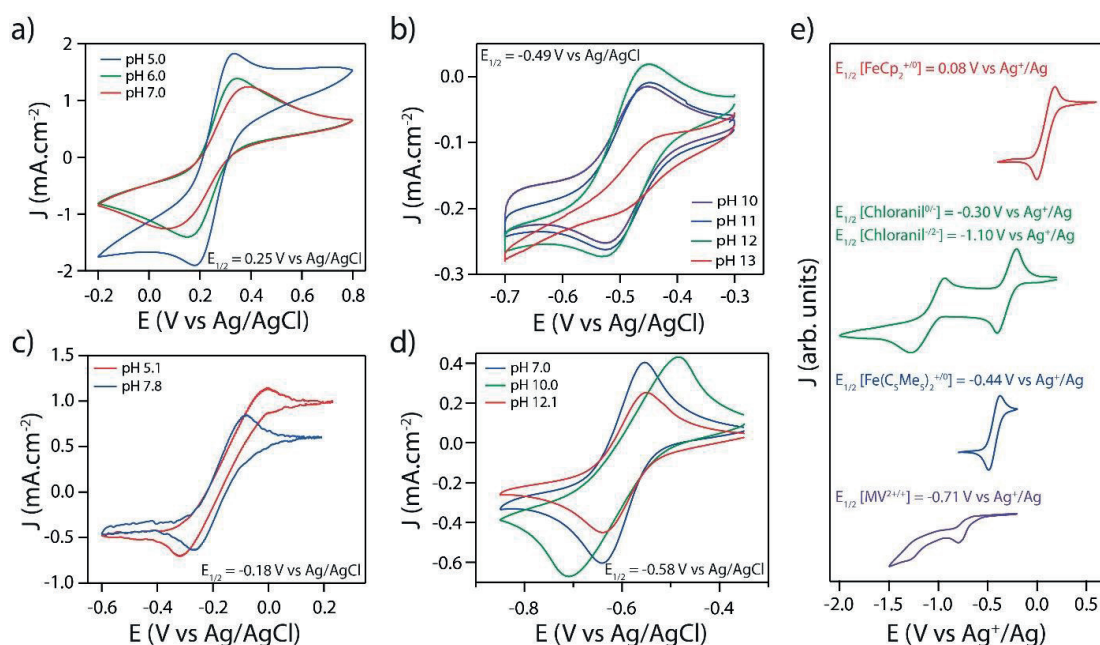 a)
2
1
0
-1
-2
J (mA.cm⁻²)
pH 5.0
pH 6.0
pH 7.0
E₁/₂ = 0.25 V vs Ag/AgCl
-0.2 0.0 0.2 0.4 0.6 0.8
E (V vs Ag/AgCl)
b)
E₁/₂ = -0.49 V vs Ag/AgCl
0.0
-0.1
-0.2
-0.3
J (mA.cm⁻²)
pH 10
pH 11
pH 12
pH 13
-0.7 -0.6 -0.5 -0.4 -0.3
E (V vs Ag/AgCl)
c)
1.5
1.0
0.5
0.0
-0.5
-1.0
J (mA.cm⁻²)
pH 5.1
pH 7.8
E₁/₂ = -0.18 V vs Ag/AgCl
-0.6 -0.4 -0.2 0.0 0.2
E (V vs Ag/AgCl)
d)
0.4
0.2
0.0
-0.2
-0.4
-0.6
J (mA.cm⁻²)
pH 7.0
pH 10.0
pH 12.1
E₁/₂ = -0.58 V vs Ag/AgCl
-0.8 -0.6 -0.4
E (V vs Ag/AgCl)
e)
J (arb. units)
E₁/₂ [FeCp₂⁺ᐟ⁰] = 0.08 V vs Ag⁺/Ag
E₁/₂ [Chloranil⁰ᐟ⁻] = -0.30 V vs Ag⁺/Ag
E₁/₂ [Chloranil⁻ᐟ²⁻] = -1.10 V vs Ag⁺/Ag
E₁/₂ [Fe(C₅Me₅)₂⁺ᐟ⁰] = -0.44 V vs Ag⁺/Ag
E₁/₂ [MV²⁺ᐟ⁺] = -0.71 V vs Ag⁺/Ag
-2.0 -1.5 -1.0 -0.5 0.0 0.5
E (V vs Ag⁺/Ag)